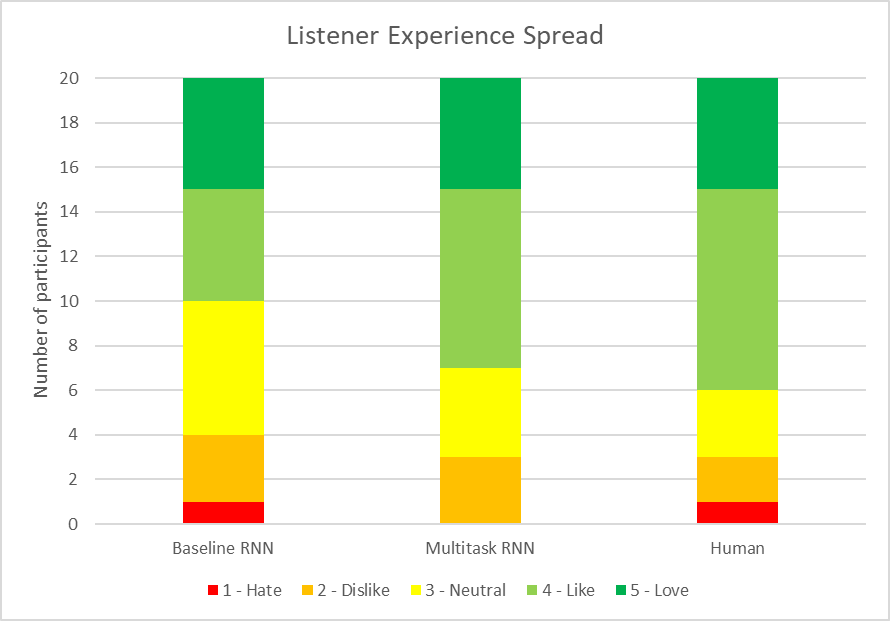 Listener Experience Spread
20
18
16
14
12
10
8
6
4
2
0
Number of participants
Baseline RNN Multitask RNN Human
1 - Hate 2 - Dislike 3 - Neutral 4 - Like 5 - Love